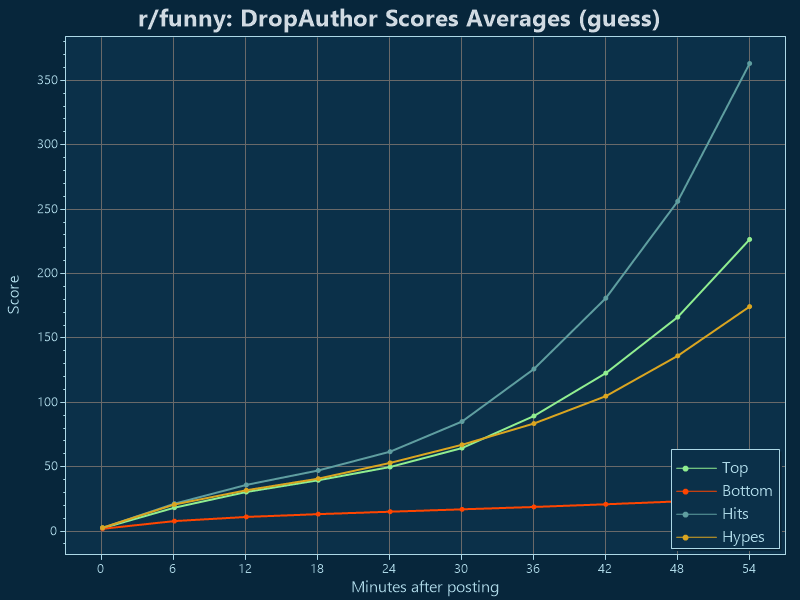 r/funny: DropAuthor Scores Averages (guess)
350
300
250
200
150
100
50
0
Score
0 6 12 18 24 30 36 42 48 54
Minutes after posting
Top
Bottom
Hits
Hypes